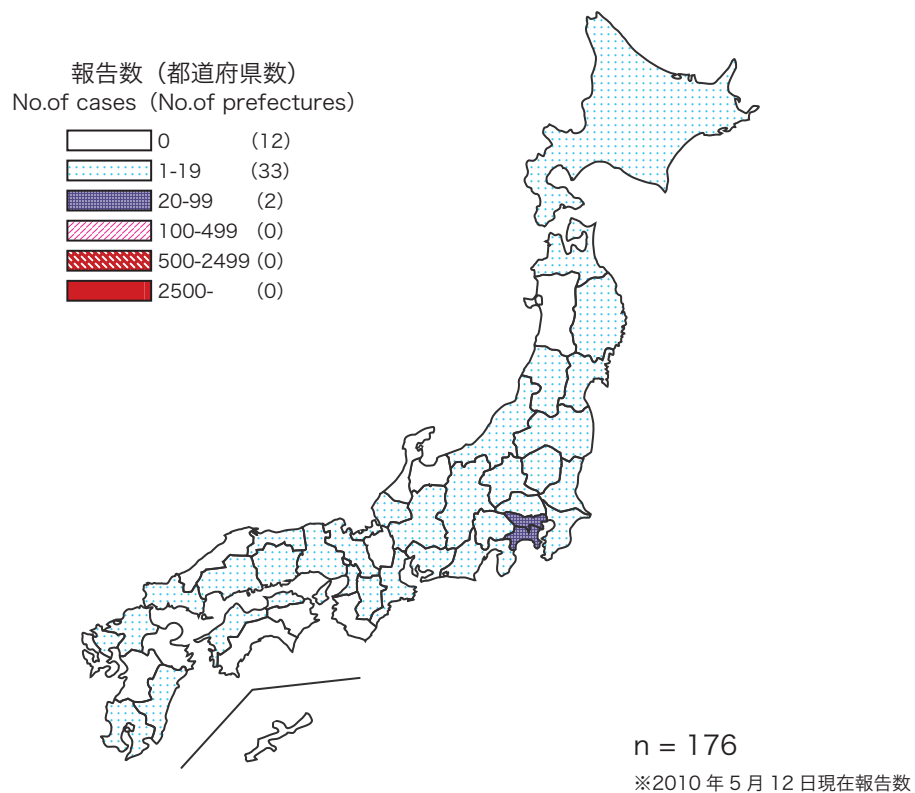 報告数（都道府県数）
No.of cases（No.of prefectures）
0 （12）
1-19 （33）
20-99 （2）
100-499 （0）
500-2499（0）
2500- （0）
n = 176
※2010 年 5 月 12 日現在報告数